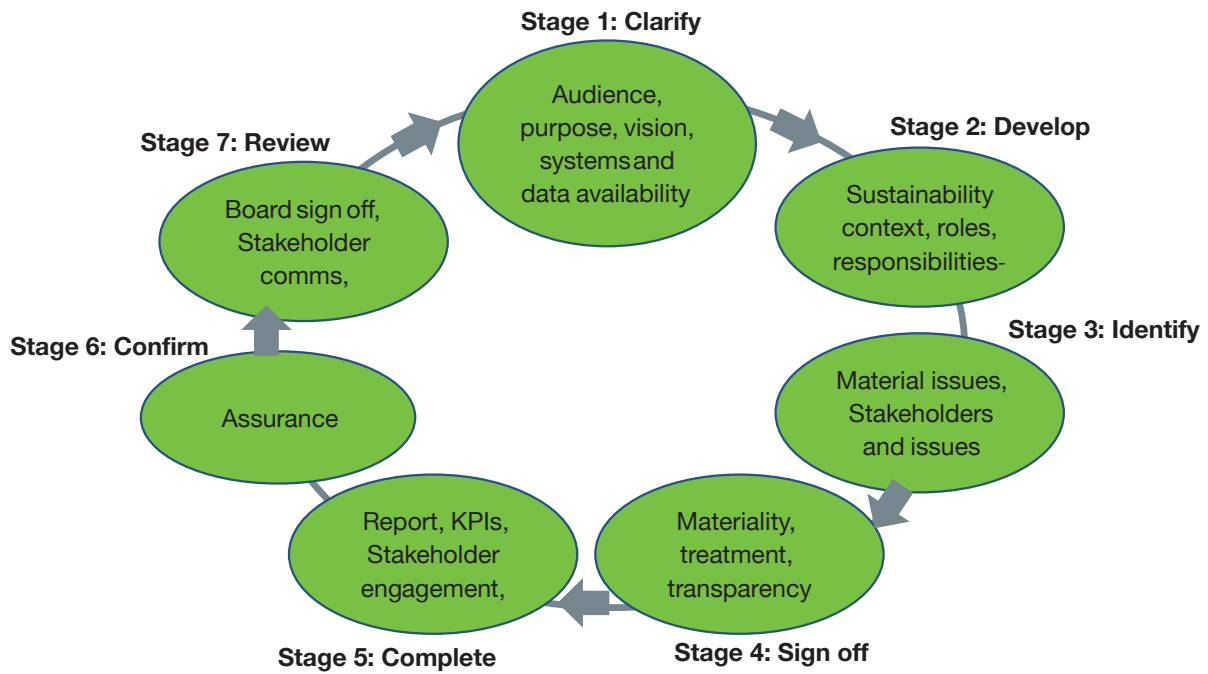 Stage 1: Clarify
Audience,
purpose, vision,
systems and
data availability
Stage 2: Develop
Sustainability
context, roles,
responsibilities-
Stage 3: Identify
Material issues,
Stakeholders
and issues
Materiality,
treatment,
transparency
Stage 4: Sign off
Report, KPIs,
Stakeholder
engagement,
Stage 5: Complete
Stage 6: Confirm
Assurance
Stage 7: Review
Board sign off,
Stakeholder
comms,